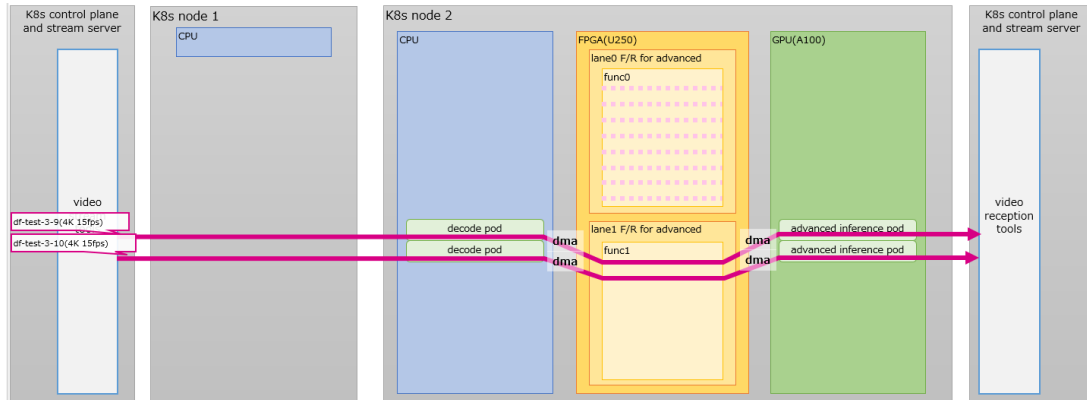 K8s control plane
and stream server
video
df-test-3-9(4K 15fps)
df-test-3-10(4K 15fps)
K8s node 1
CPU
K8s node 2
CPU
decode pod
decode pod
dma
dma
FPGA(U250)
lane0 F/R for advanced
func0
lane1 F/R for advanced
func1
dma
dma
GPU(A100)
advanced inference pod
advanced inference pod
K8s control plane
and stream server
video
reception
tools